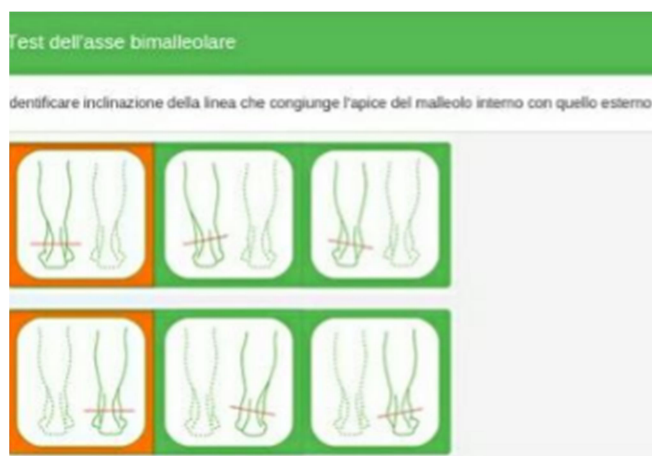 Test dell'asse bimalleolare
dentificare inclinazione della linea che congiunge l'apice del malleolo interno con quello esterno